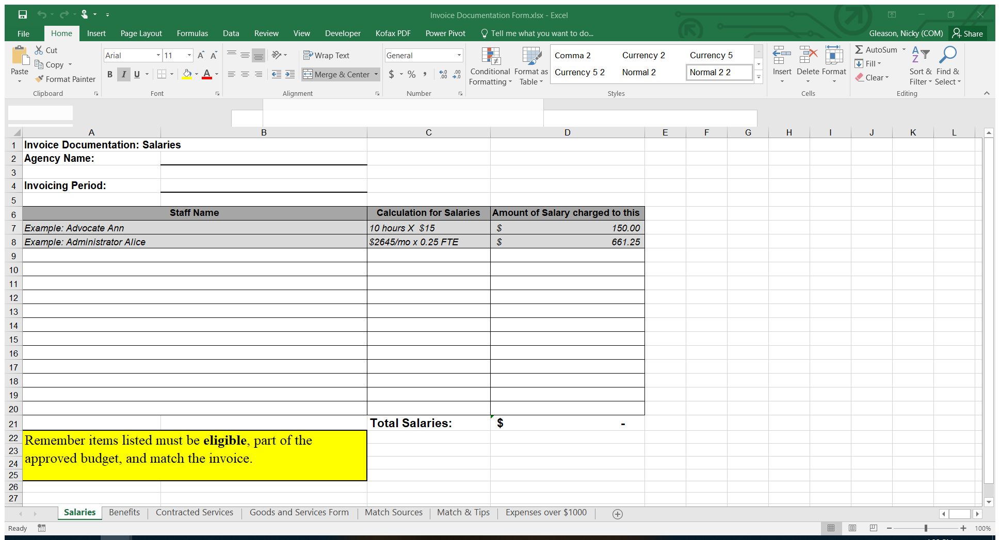 Invoice Documentation Form.xlsx - Excel
File Home Insert Page Layout Formulas Data Review View Developer Kofax PDF Power Pivot Tell me what you want to do... Gleason, Nicky (COM) Share
Paste
Cut
Copy
Format Painter
Clipboard
Arial 11
B I U
Font
Wrap Text
Merge & Center
Alignment
General
$ % ,
Number
Conditional Formatting
Format as Table
Comma 2 Currency 2 Currency 5
Currency 5 2 Normal 2 Normal 2 2
Styles
Insert Delete Format
Cells
AutoSum
Fill
Clear
Sort & Filter
Find & Select
Editing
A B C D E F G H I J K L
1 Invoice Documentation: Salaries
2 Agency Name:
3
4 Invoicing Period:
5
6 Staff Name Calculation for Salaries Amount of Salary charged to this
7 Example: Advocate Ann 10 hours X $15 $ 150.00
8 Example: Administrator Alice $2645/mo x 0.25 FTE $ 661.25
9
10
11
12
13
14
15
16
17
18
19
20
21 Total Salaries: $ -
22 Remember items listed must be eligible, part of the
23
24 approved budget, and match the invoice.
25
26
27
Salaries Benefits Contracted Services Goods and Services Form Match Sources Match & Tips Expenses over $1000
Ready 100%